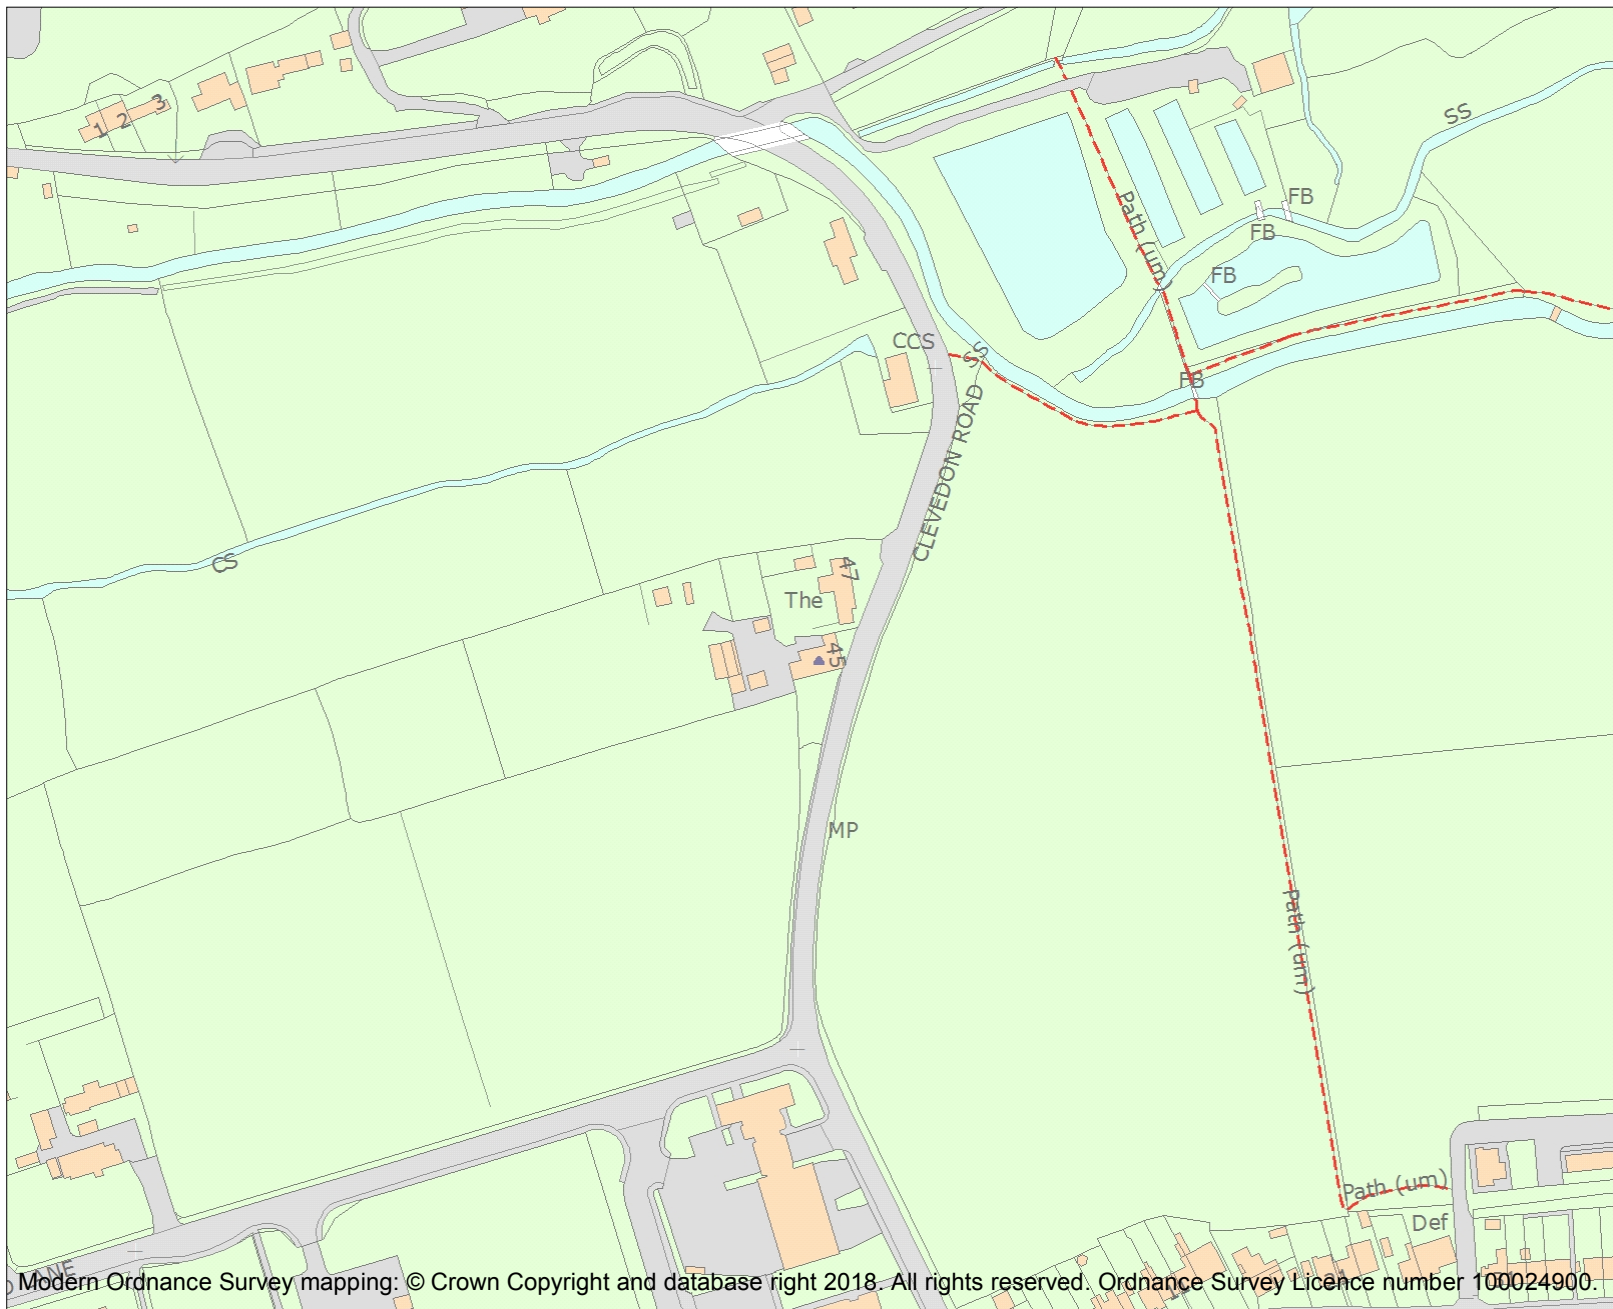 1
2
3
SS
Path (um)
FB
FB
FB
CCS
SS
FB
CLEVEDON ROAD
CS
47
The
45
MP
Path (um)
Path (um)
Def
LANE
Modern Ordnance Survey mapping: © Crown Copyright and database right 2018. All rights reserved. Ordnance Survey Licence number 100024900.